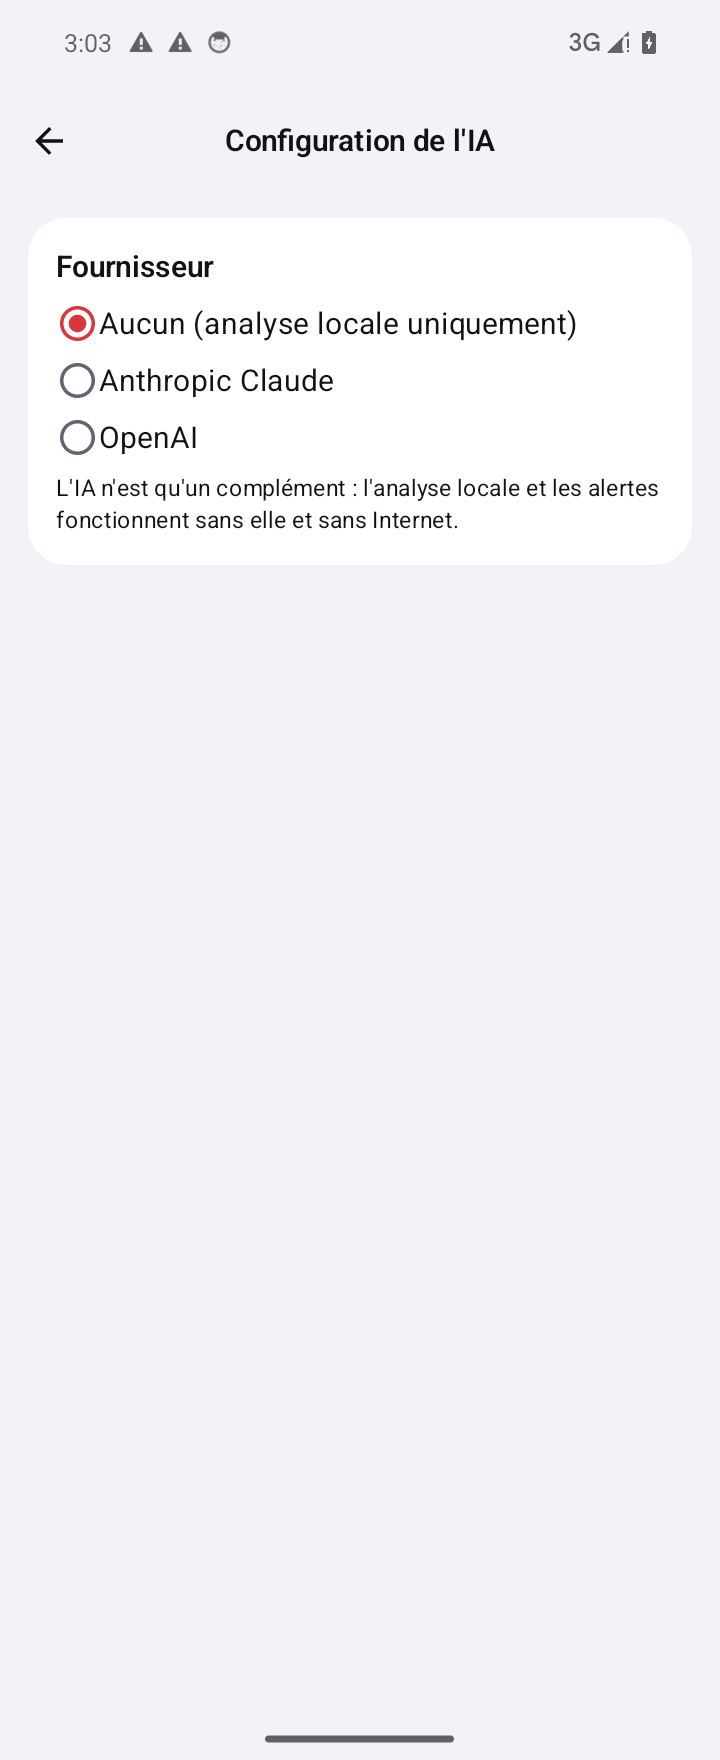 3:03
3G
Configuration de l'IA
Fournisseur
Aucun (analyse locale uniquement)
Anthropic Claude
OpenAI
L'IA n'est qu'un complément : l'analyse locale et les alertes
fonctionnent sans elle et sans Internet.